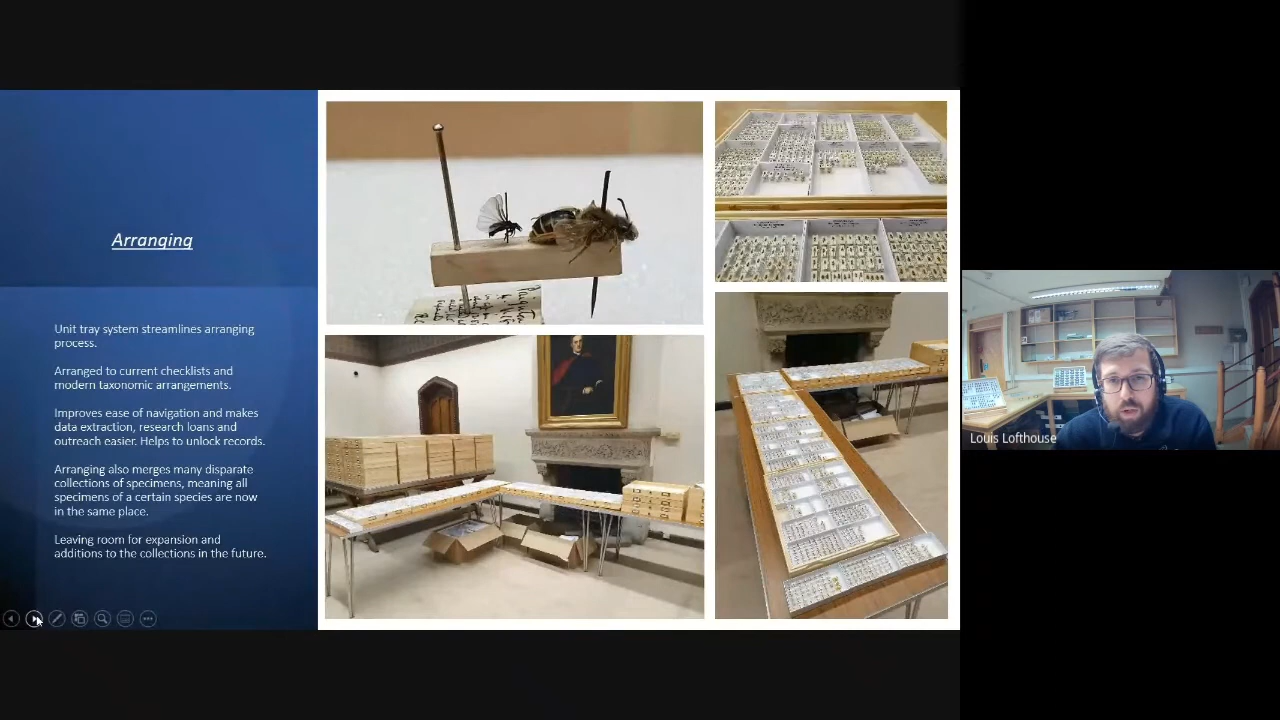 Arranging
Unit tray system streamlines arranging
process.
Arranged to current checklists and
modern taxonomic arrangements.
Improves ease of navigation and makes
data extraction, research loans and
outreach easier. Helps to unlock records.
Arranging also merges many disparate
collections of specimens, meaning all
specimens of a certain species are now
in the same place.
Leaving room for expansion and
additions to the collections in the future.
Louis Lofthouse